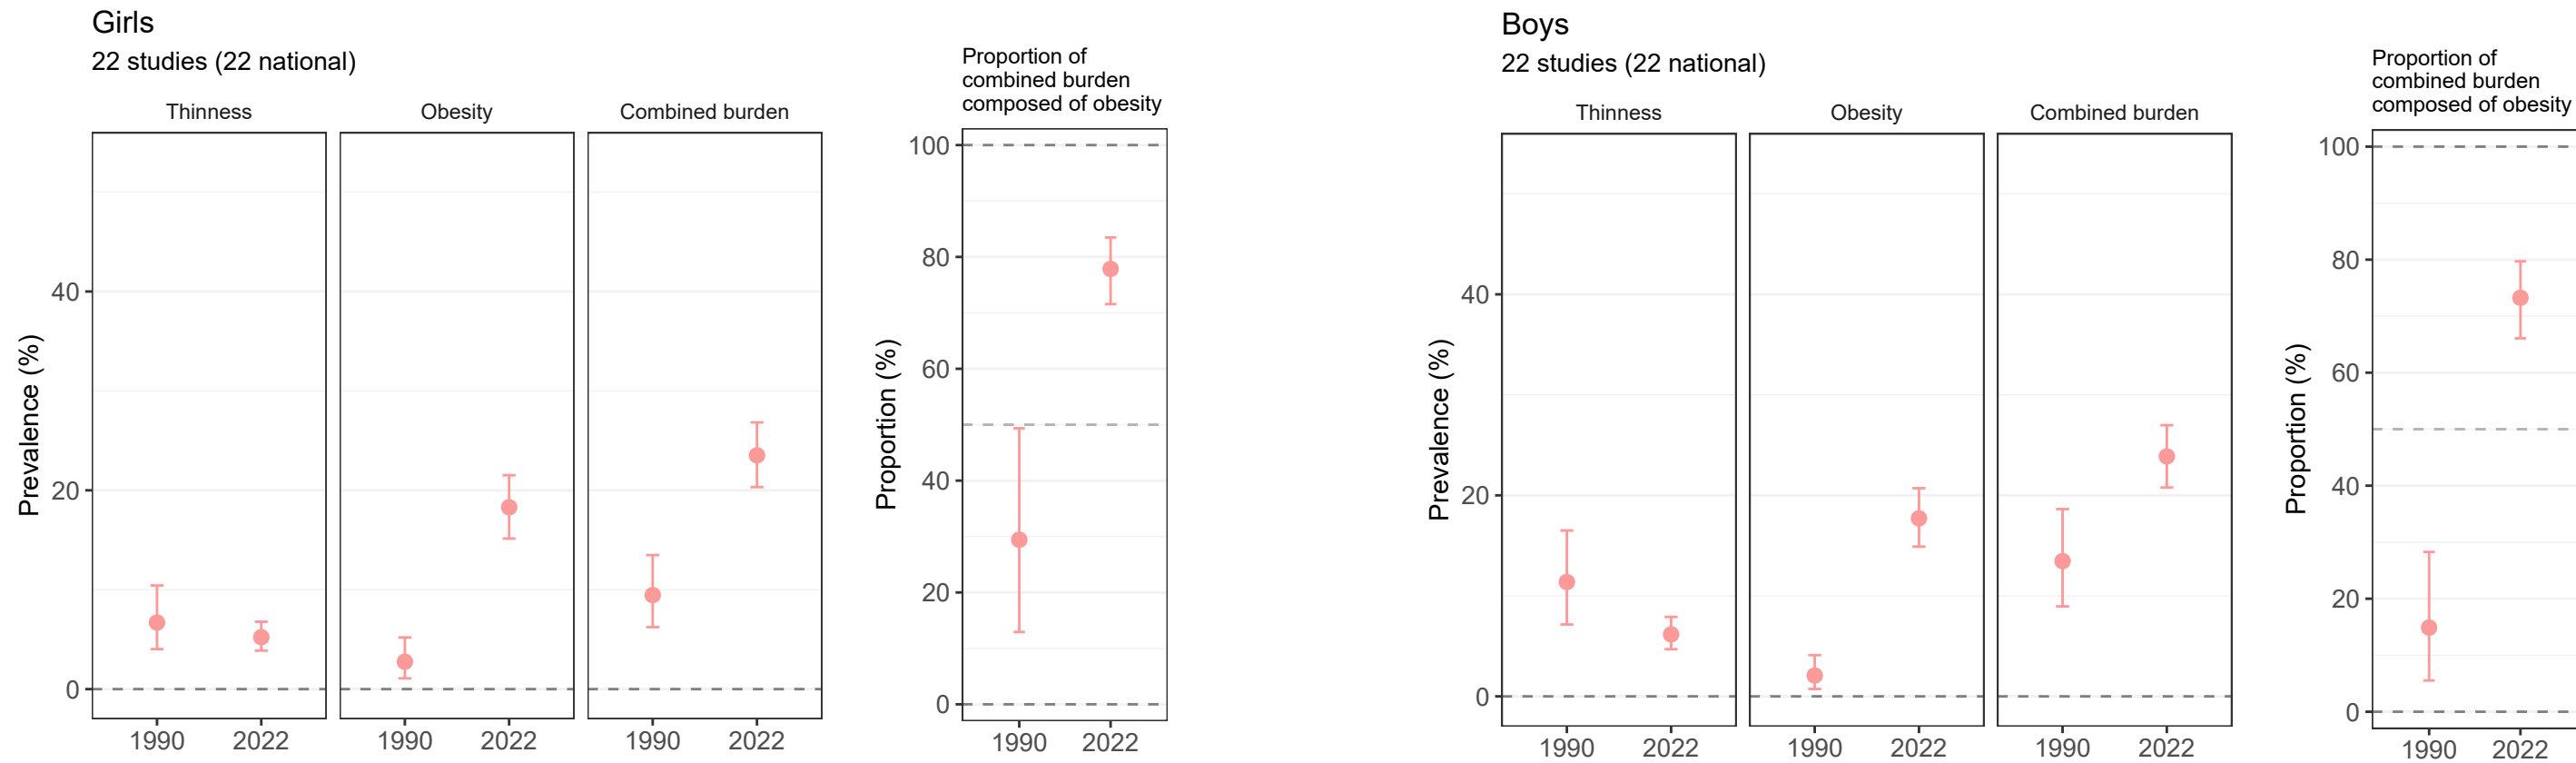 Girls
22 studies (22 national)
Thinness
Obesity
Combined burden
Prevalence (%)
40
20
0
1990 2022
1990 2022
1990 2022
Proportion of
combined burden
composed of obesity
Proportion (%)
100
80
60
40
20
0
1990 2022
Boys
22 studies (22 national)
Thinness
Obesity
Combined burden
Prevalence (%)
40
20
0
1990 2022
1990 2022
1990 2022
Proportion of
combined burden
composed of obesity
Proportion (%)
100
80
60
40
20
0
1990 2022